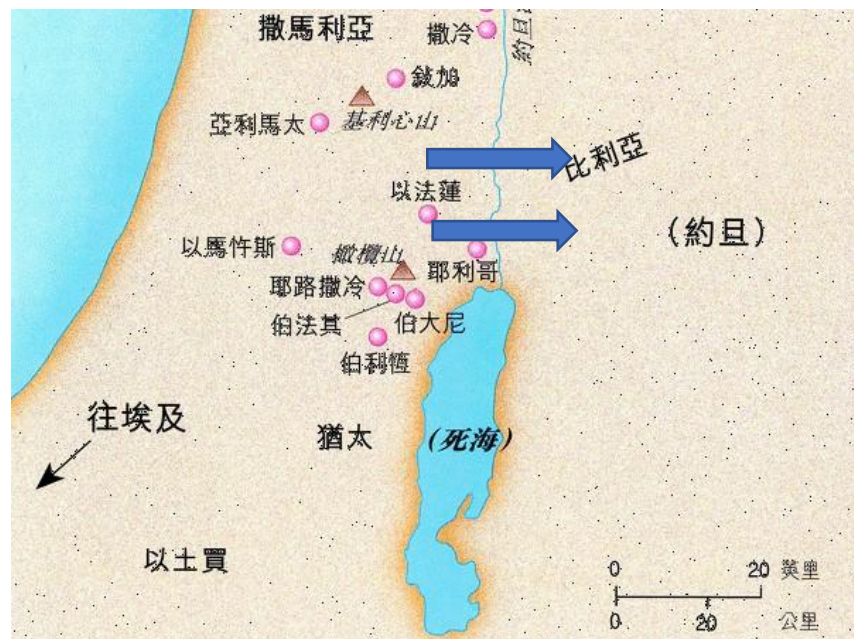 撒馬利亞
撒冷
約旦
敍加
基利心山
亞利馬太
比利亞
以法蓮
(約旦)
以馬忤斯
橄欖山
耶利哥
耶路撒冷
伯法其
伯大尼
伯利恆
往埃及
猶太
(死海)
以土買
0 20 英里
0 20 公里